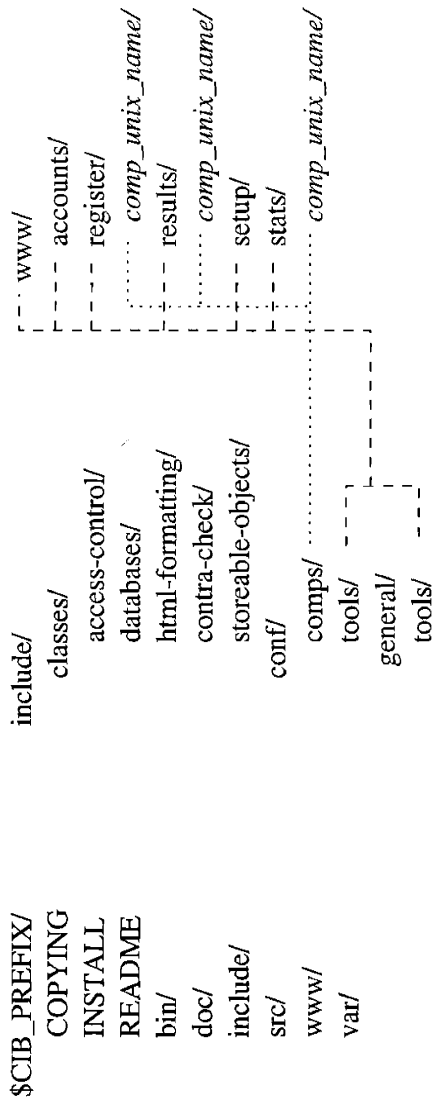 $CIB_PREFIX/
COPYING
INSTALL
README
bin/
doc/
include/
src/
www/
var/
include/
classes/
access-control/
databases/
html-formatting/
contra-check/
storeable-objects/
conf/
comps/
tools/
general/
tools/
www/
accounts/
register/
comp_unix_name/
results/
comp_unix_name/
setup/
stats/
comp_unix_name/